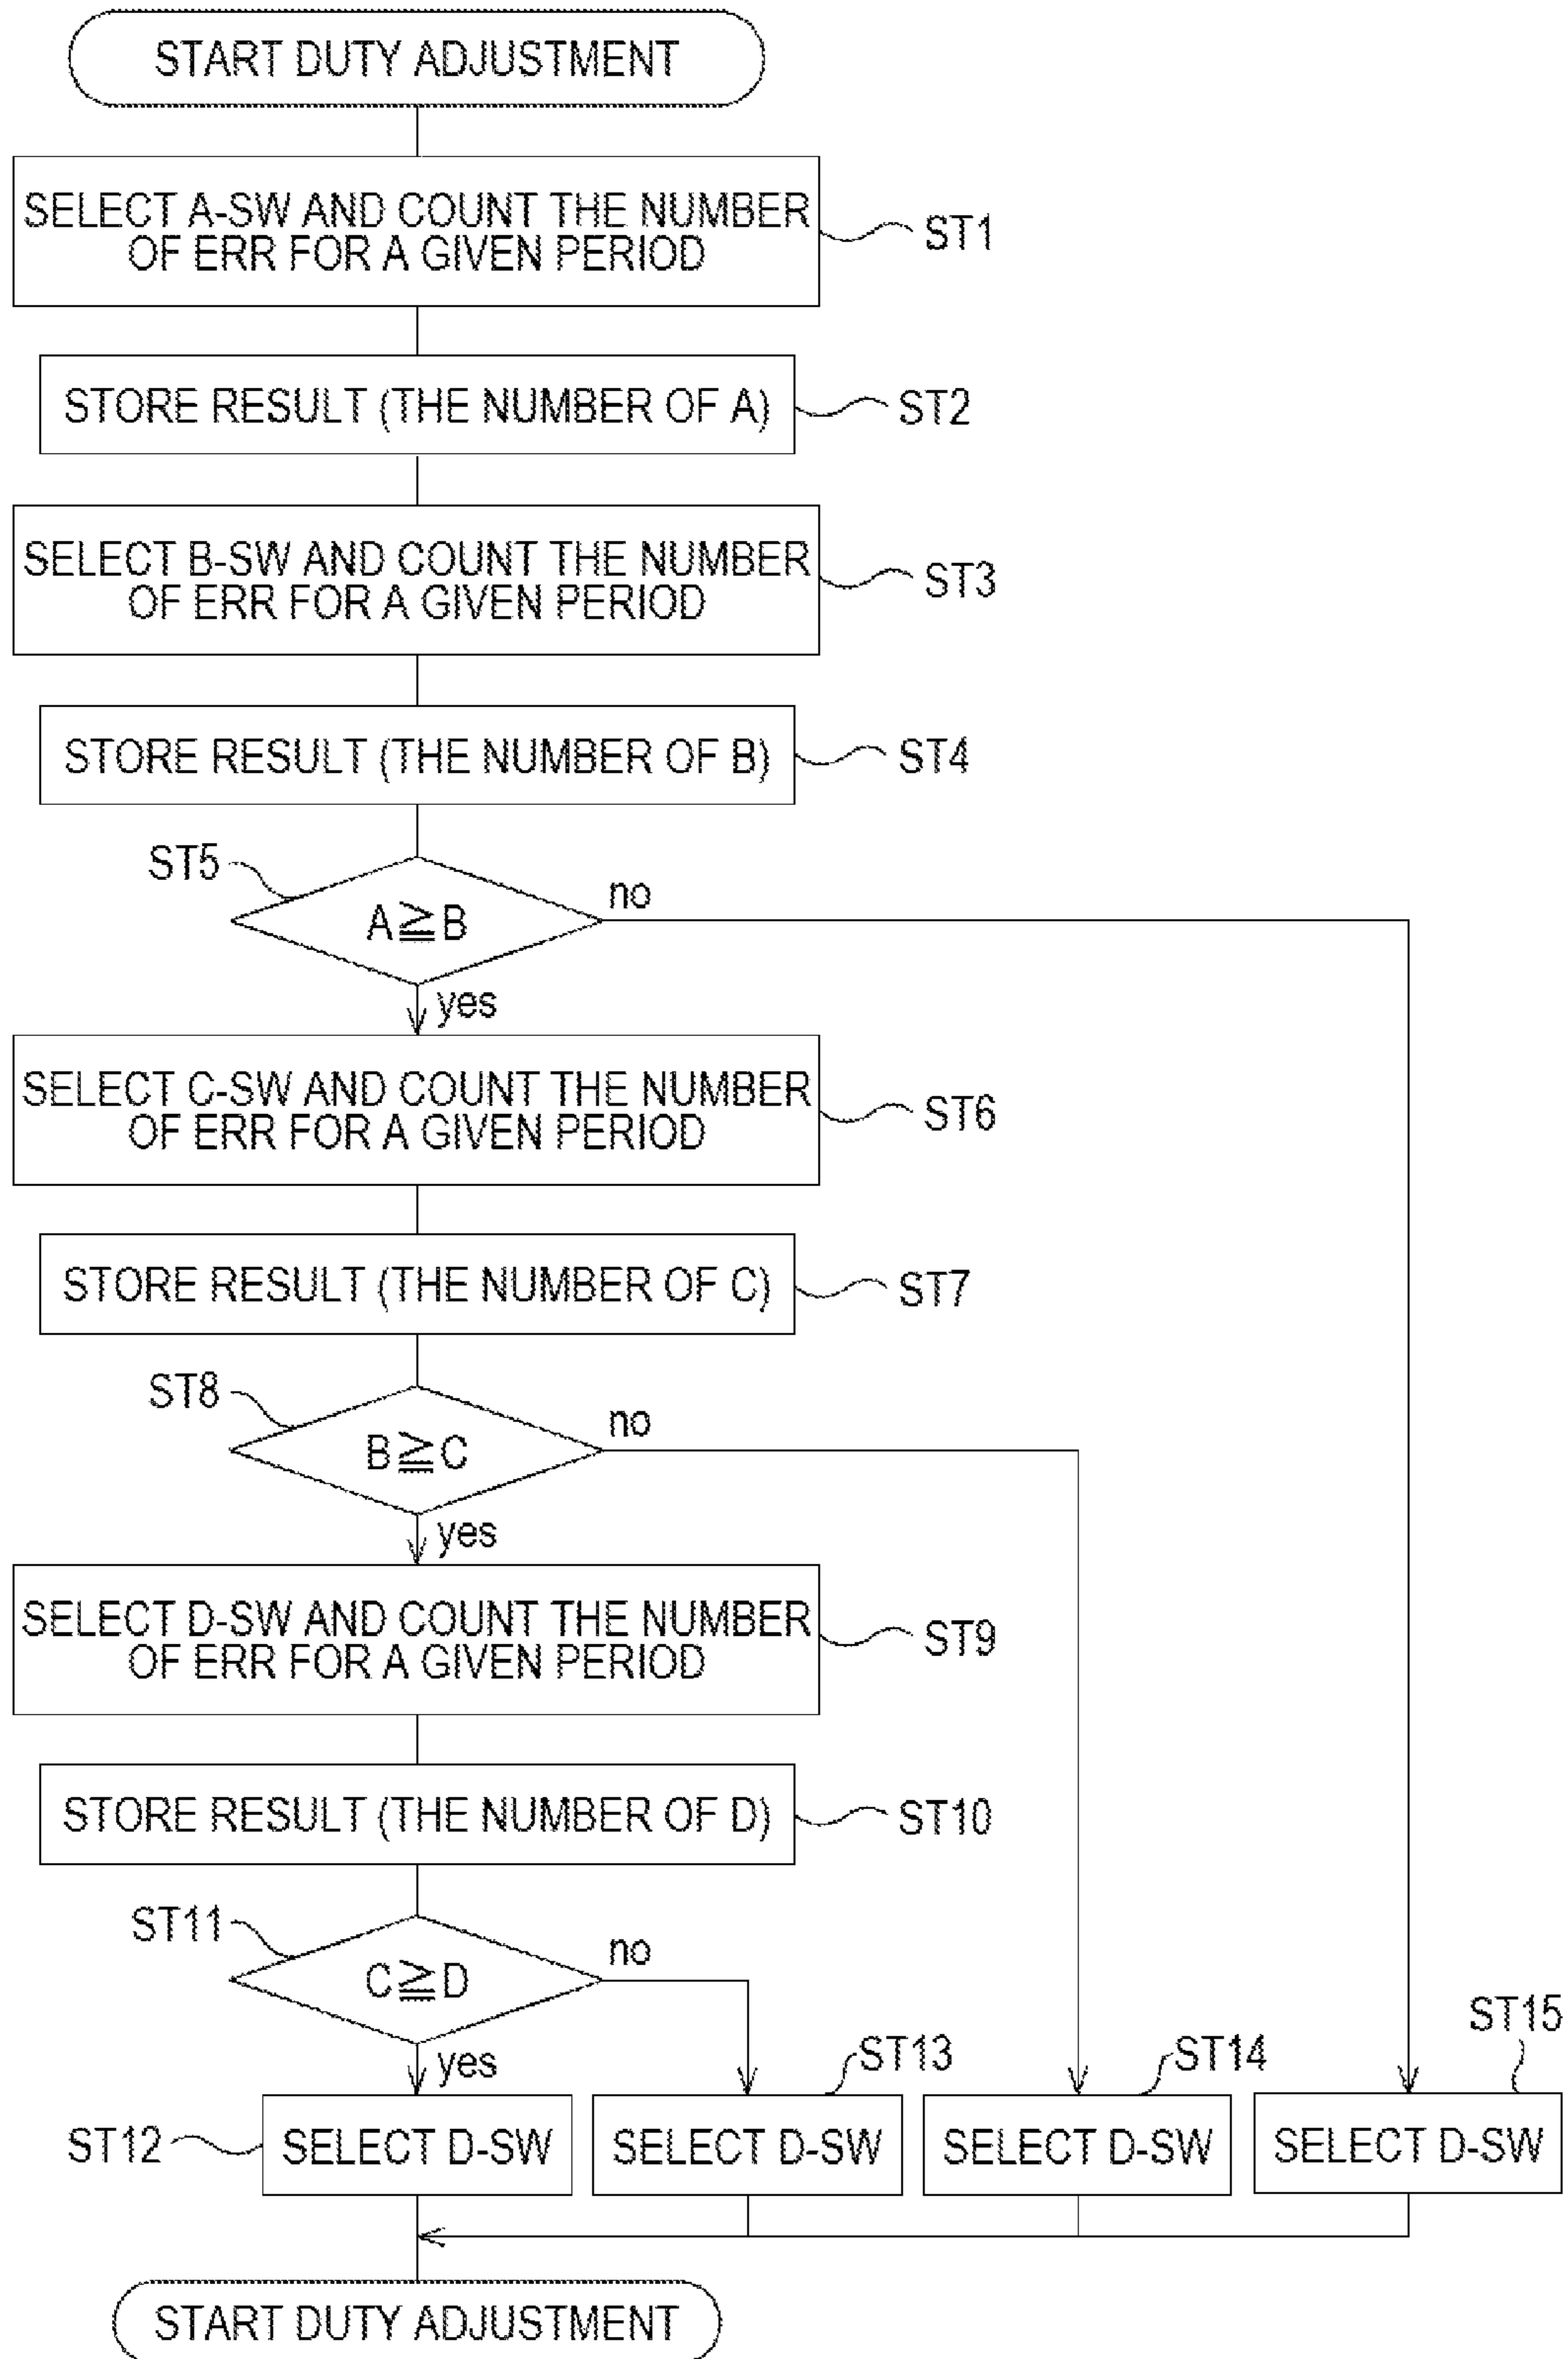 START DUTY ADJUSTMENT
SELECT A-SW AND COUNT THE NUMBER
OF ERR FOR A GIVEN PERIOD
ST1
STORE RESULT (THE NUMBER OF A)
ST2
SELECT B-SW AND COUNT THE NUMBER
OF ERR FOR A GIVEN PERIOD
ST3
STORE RESULT (THE NUMBER OF B)
ST4
ST5
A≧B
no
yes
SELECT C-SW AND COUNT THE NUMBER
OF ERR FOR A GIVEN PERIOD
ST6
STORE RESULT (THE NUMBER OF C)
ST7
ST8
B≧C
no
yes
SELECT D-SW AND COUNT THE NUMBER
OF ERR FOR A GIVEN PERIOD
ST9
STORE RESULT (THE NUMBER OF D)
ST10
ST11
C≧D
no
yes
ST12
SELECT D-SW
ST13
SELECT D-SW
ST14
SELECT D-SW
ST15
SELECT D-SW
START DUTY ADJUSTMENT